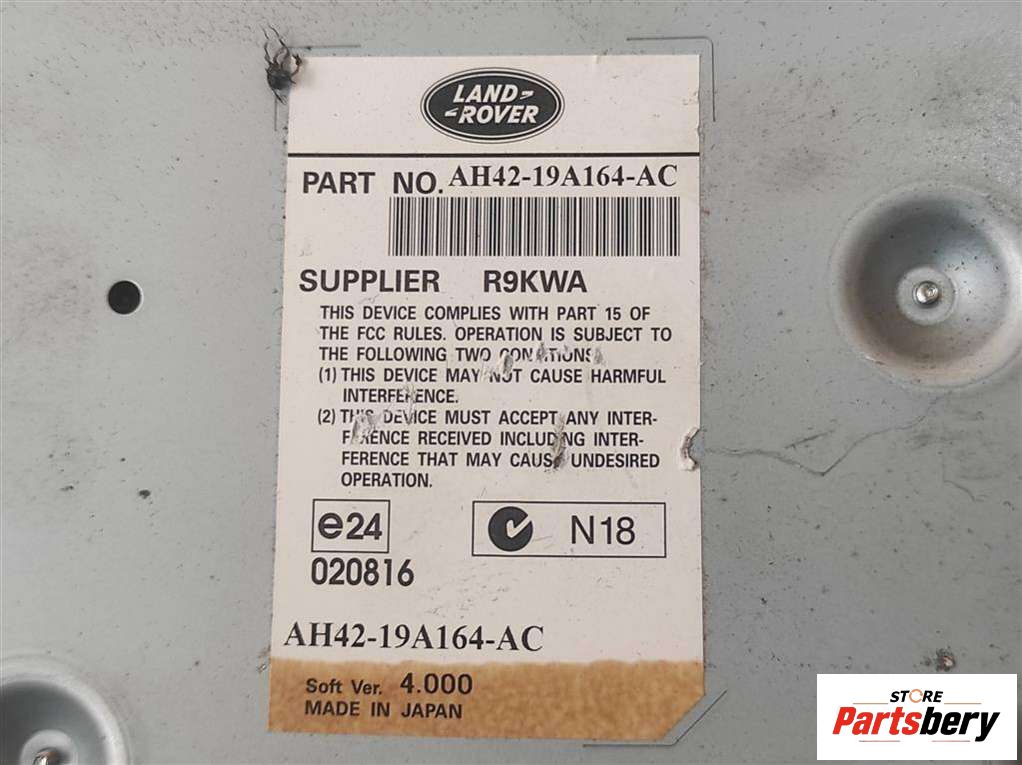 LAND-
-ROVER
PART NO. AH42-19A164-AC
SUPPLIER R9KWA
THIS DEVICE COMPLIES WITH PART 15 OF
THE FCC RULES. OPERATION IS SUBJECT TO
THE FOLLOWING TWO CONDITIONS
(1) THIS DEVICE MAY NOT CAUSE HARMFUL
INTERFERENCE.
(2) THIS DEVICE MUST ACCEPT ANY INTER-
FERENCE RECEIVED INCLUDING INTER-
FERENCE THAT MAY CAUSE UNDESIRED
OPERATION.
e24
N18
020816
AH42-19A164-AC
Soft Ver. 4.000
MADE IN JAPAN
STORE
Partsbery